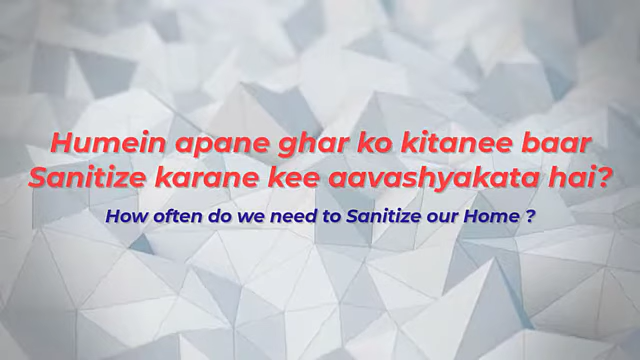 Humein apane ghar ko kitanee baar
Sanitize karane kee aavashyakata hai?
How often do we need to Sanitize our Home ?